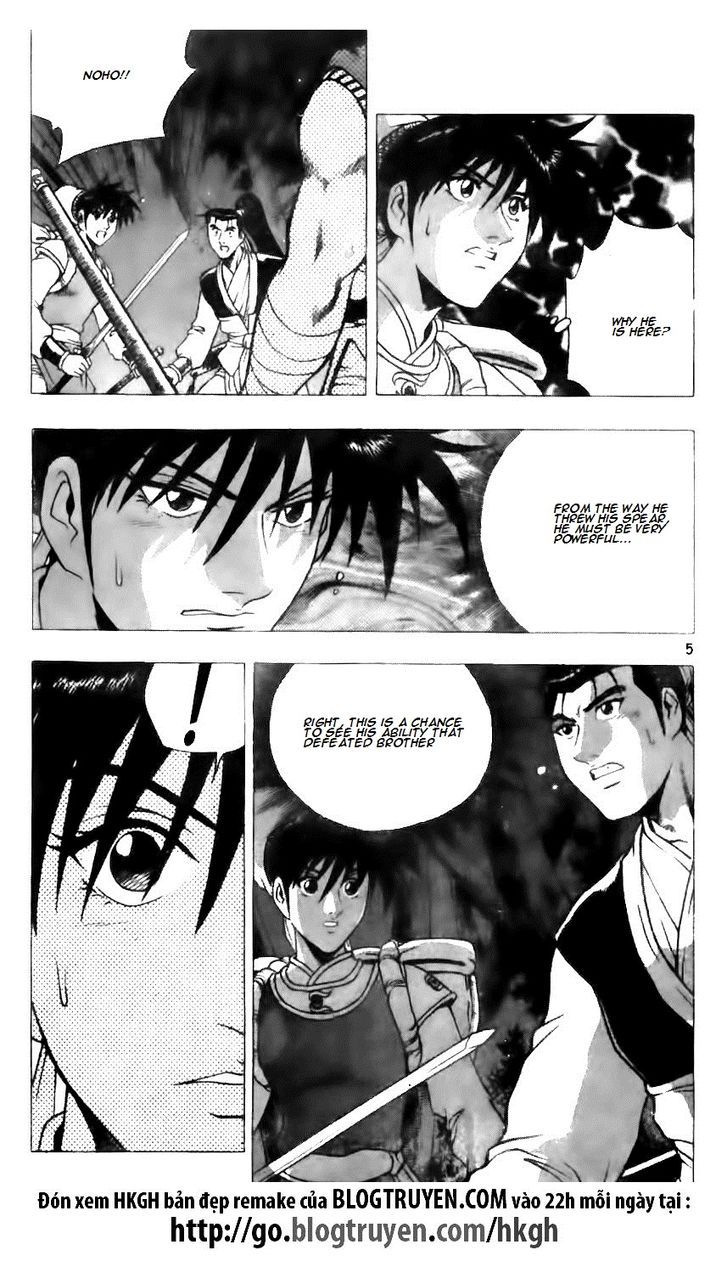 NOHO!!
WHY HE
IS HERE?
FROM THE WAY HE
THREW HIS SPEAR,
HE MUST BE VERY
POWERFUL...
5
!
RIGHT, THIS IS A CHANCE
TO SEE HIS ABILITY THAT
DEFEATED BROTHER
Đón xem HKGH bản đẹp remake của BLOGTRUYEN.COM vào 22h mỗi ngày tại :
http://go.blogtruyen.com/hkgh